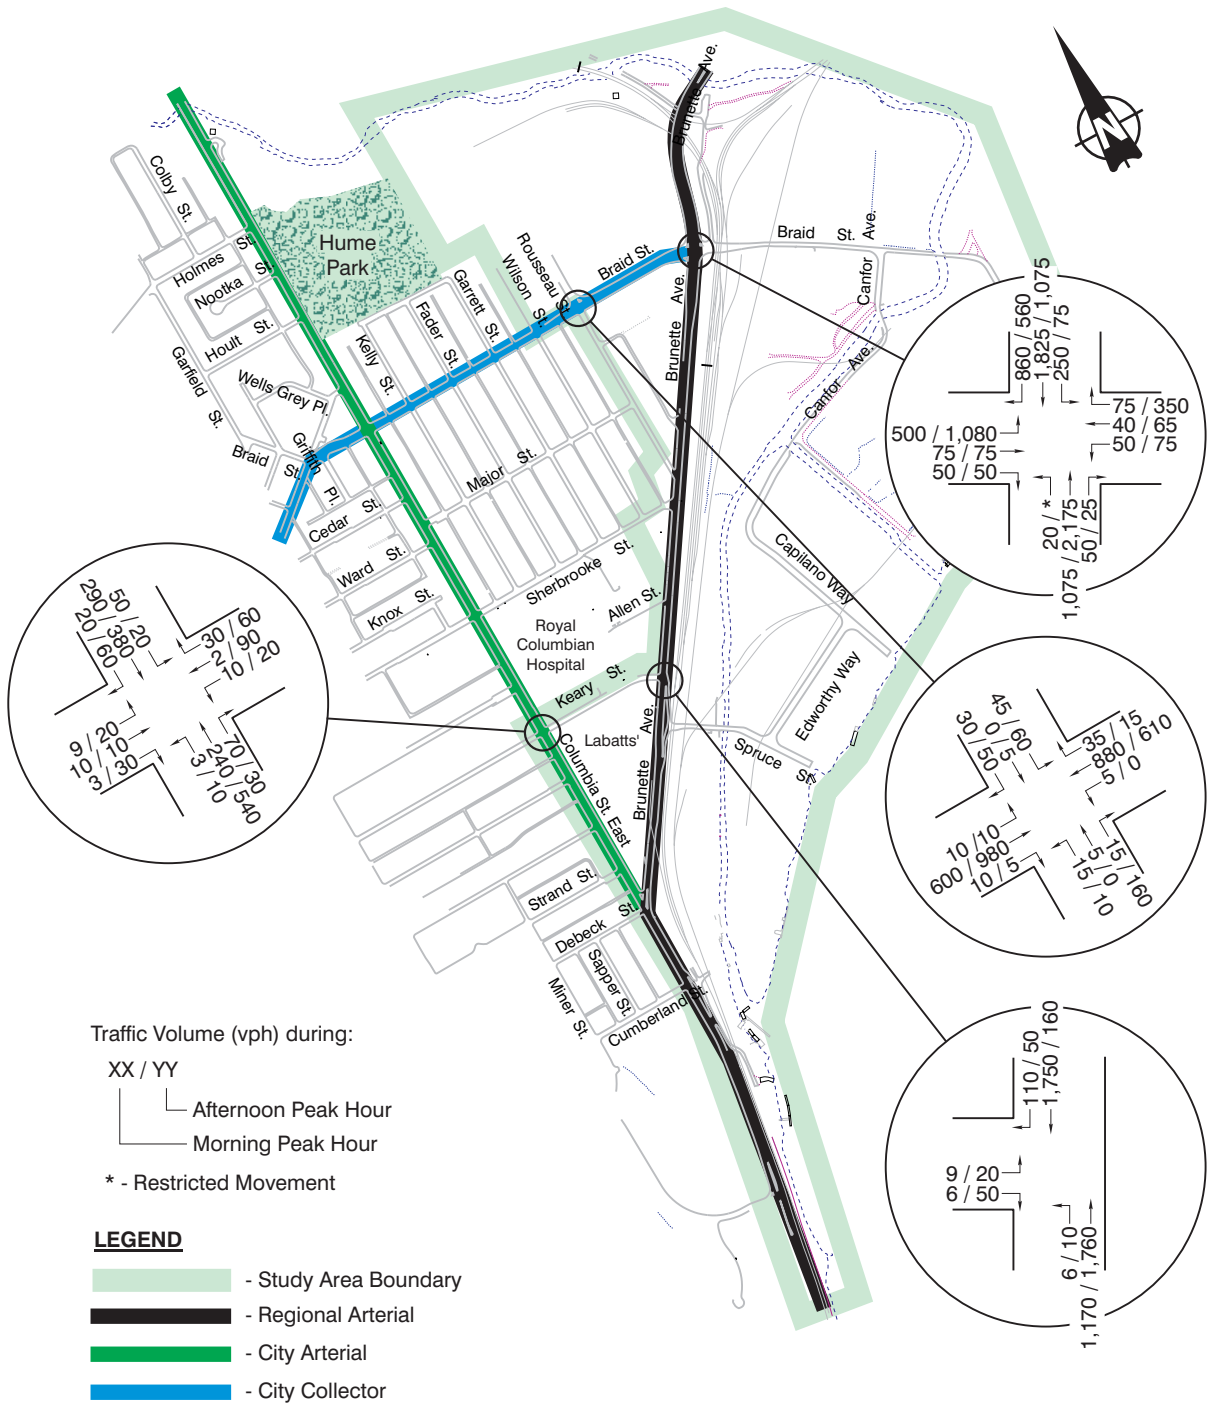 Brunette Ave.
Colby St.
Holmes St.
Nootka St.
Hoult St.
Garfield St.
Wells Grey Pl.
Braid St.
Griffith Pl.
Cedar St.
Ward St.
Knox St.
Hume
Park
Kelly St.
Fader St.
Garrett St.
Wilson St.
Rousseau St.
Braid St.
Braid St.
Brunette Ave.
Canfor Ave.
Canfor Ave.
Major St.
Sherbrooke St.
Allen St.
Royal
Columbian
Hospital
Keary St.
Labatts'
Capilano Way
Edworthy Way
Spruce St.
Brunette Ave.
Columbia St. East
Strand St.
Debeck St.
Sapper St.
Miner St.
Cumberland St.
N
860 / 560
1,825 / 1,075
250 / 75
75 / 350
40 / 65
50 / 75
500 / 1,080
75 / 75
50 / 50
20 / *
1,075 / 2,175
50 / 25
50 / 20
290 / 380
20 / 60
30 / 60
2 / 90
10 / 20
9 / 20
10 / 10
3 / 30
70 / 30
240 / 540
3 / 10
45 / 60
0 / 5
30 / 50
35 / 15
880 / 610
5 / 0
10 /10
600 / 980
10 / 5
15 / 160
5 / 0
15 / 10
110 / 50
1,750 / 160
9 / 20
6 / 50
6 / 10
1,170 / 1,760
Traffic Volume (vph) during:
XX / YY
Afternoon Peak Hour
Morning Peak Hour
* - Restricted Movement
LEGEND
- Study Area Boundary
- Regional Arterial
- City Arterial
- City Collector